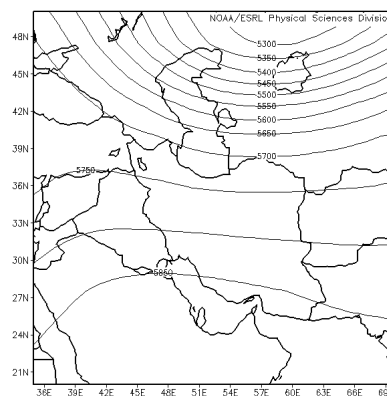 NOAA/ESRL Physical Sciences Divisio
48N
5300
5350
45N
5400
5450
5500
42N
5550
5600
5650
39N
5700
5750
36N
33N
30N
5850
27N
24N
21N
36E 39E 42E 45E 48E 51E 54E 57E 60E 63E 66E 69